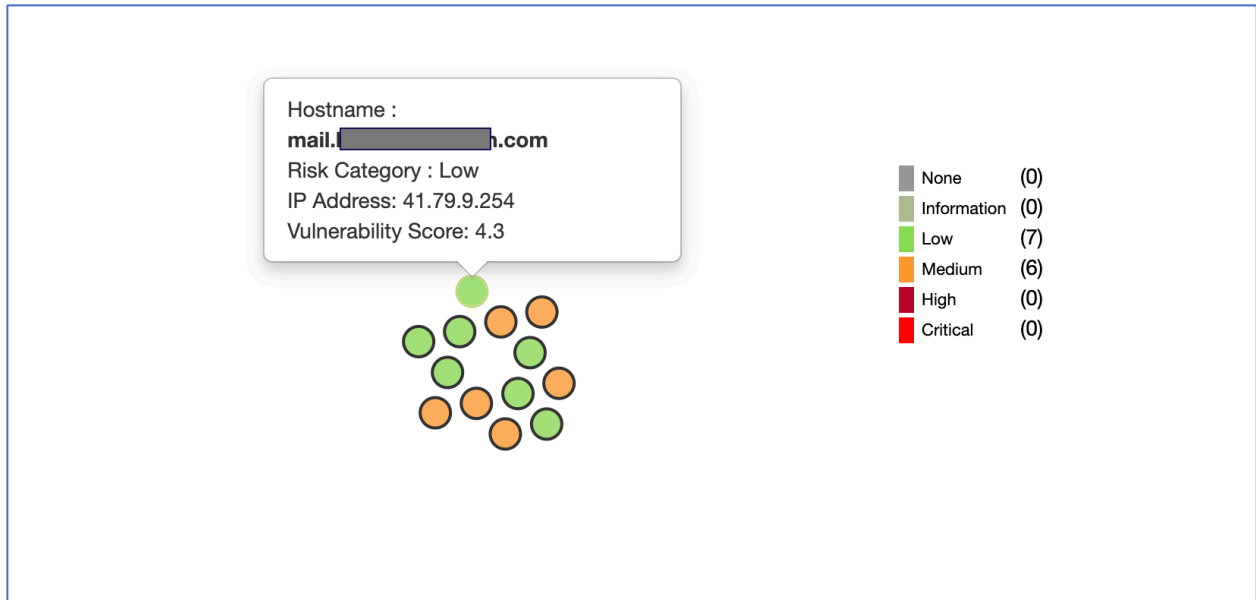 Hostname :
mail. .com
Risk Category : Low
IP Address: 41.79.9.254
Vulnerability Score: 4.3
None (0)
Information (0)
Low (7)
Medium (6)
High (0)
Critical (0)